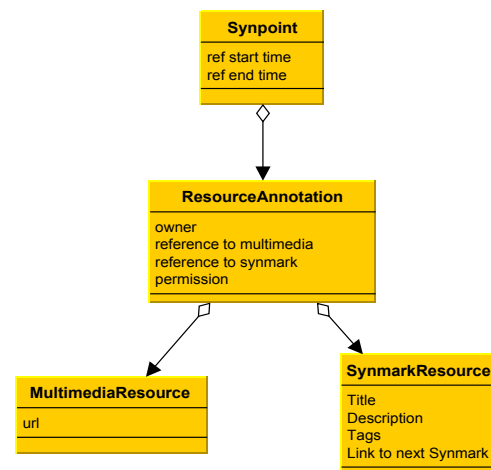 Synpoint
ref start time
ref end time
ResourceAnnotation
owner
reference to multimedia
reference to synmark
permission
MultimediaResource
url
SynmarkResource
Title
Description
Tags
Link to next Synmark